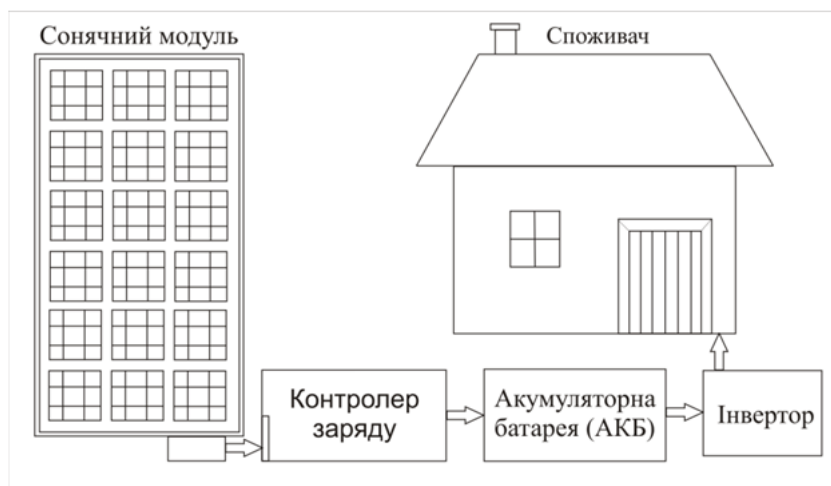 Сонячний модуль
Споживач
Контролер
заряду
Акумуляторна
батарея (АКБ)
Інвертор